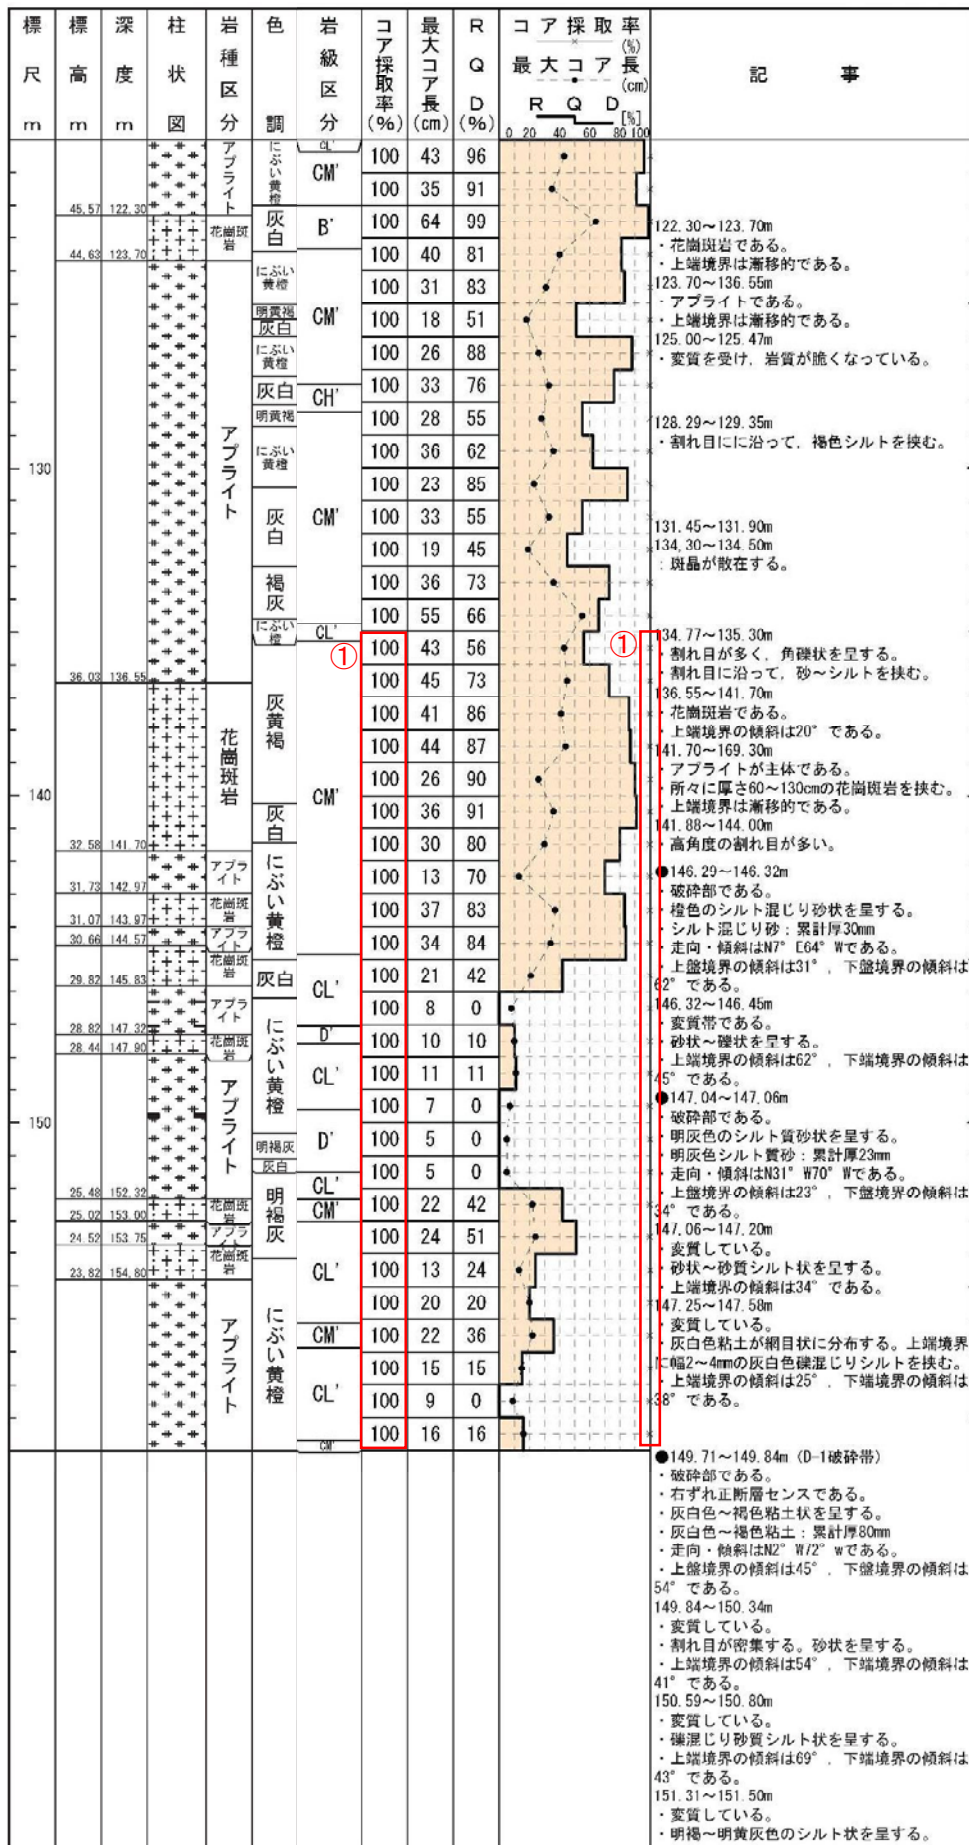 標尺m
標高m
深度m
柱状図
岩種区分
色調
岩級区分
コア採取率(%)
最大コア長(cm)
RQD(%)
コア採取率(%)
最大コア長(cm)
RQD[%]
0 20 40 60 80 100
記事
アプライト
にぶい黄橙
CL'
CM'
100 43 96
100 35 91
45.57 122.30
花崗斑岩
灰白
B'
100 64 99
44.63 123.70
100 40 81
にぶい黄橙
100 31 83
明黄褐
灰白
CM'
100 18 51
にぶい黄橙
100 26 88
灰白
CH'
100 33 76
明黄褐
100 28 55
アプライト
にぶい黄橙
100 36 62
130
100 23 85
灰白
CM'
100 33 55
100 19 45
褐灰
100 36 73
100 55 66
にぶい橙
CL'
①
①
100 43 56
36.03 136.55
100 45 73
灰黄褐
100 41 86
花崗斑岩
100 44 87
100 26 90
CM'
140
灰白
100 36 91
32.58 141.70
100 30 80
アプライト
にぶい黄橙
100 13 70
31.73 142.97
花崗斑岩
100 37 83
31.07 143.97
アプライト
100 34 84
30.66 144.57
花崗斑岩
灰白
CL'
100 21 42
29.82 145.83
アプライト
100 8 0
28.82 147.32
花崗斑岩
にぶい黄橙
D'
100 10 10
28.44 147.90
アプライト
CL'
100 11 11
100 7 0
150
明褐灰
D'
100 5 0
灰白
100 5 0
25.48 152.32
CL'
花崗斑岩
明褐灰
CM'
100 22 42
25.02 153.00
アプライト
100 24 51
24.52 153.75
花崗斑岩
CL'
100 13 24
23.82 154.80
100 20 20
アプライト
にぶい黄橙
CM'
100 22 36
100 15 15
CL'
100 9 0
100 16 16
CM'
122.30～123.70m
・花崗斑岩である。
・上端境界は漸移的である。
123.70～136.55m
・アプライトである。
・上端境界は漸移的である。
125.00～125.47m
・変質を受け、岩質が脆くなっている。
128.29～129.35m
・割れ目にに沿って、褐色シルトを挟む。
131.45～131.90m
134.30～134.50m
：斑晶が散在する。
134.77～135.30m
・割れ目が多く、角礫状を呈する。
・割れ目に沿って、砂～シルトを挟む。
136.55～141.70m
・花崗斑岩である。
・上端境界の傾斜は20°である。
141.70～169.30m
・アプライトが主体である。
・所々に厚さ60～130cmの花崗斑岩を挟む。
・上端境界は漸移的である。
141.88～144.00m
・高角度の割れ目が多い。
●146.29～146.32m
・破砕部である。
・橙色のシルト混じり砂状を呈する。
・シルト混じり砂：累計厚30mm
・走向・傾斜はN7°E64°Wである。
・上盤境界の傾斜は31°、下盤境界の傾斜は
62°である。
146.32～146.45m
・変質帯である。
・砂状～礫状を呈する。
・上端境界の傾斜は62°、下端境界の傾斜は
45°である。
●147.04～147.06m
・破砕部である。
・明灰色のシルト質砂状を呈する。
・明灰色シルト質砂：累計厚23mm
・走向・傾斜はN31°W70°Wである。
・上盤境界の傾斜は23°、下盤境界の傾斜は
34°である。
147.06～147.20m
・変質している。
・砂状～砂質シルト状を呈する。
・上端境界の傾斜は34°である。
147.25～147.58m
・変質している。
・灰白色粘土が網目状に分布する。上端境界
に幅2～4mmの灰白色礫混じりシルトを挟む。
・上端境界の傾斜は25°、下端境界の傾斜は
38°である。
●149.71～149.84m (D-1破砕帯)
・破砕部である。
・右ずれ正断層センスである。
・灰白色～褐色粘土状を呈する。
・灰白色～褐色粘土：累計厚80mm
・走向・傾斜はN2°W72°wである。
・上盤境界の傾斜は45°、下盤境界の傾斜は
54°である。
149.84～150.34m
・変質している。
・割れ目が密集する。砂状を呈する。
・上端境界の傾斜は54°、下端境界の傾斜は
41°である。
150.59～150.80m
・変質している。
・礫混じり砂質シルト状を呈する。
・上端境界の傾斜は69°、下端境界の傾斜は
43°である。
151.31～151.50m
・変質している。
・明褐～明黄灰色のシルト状を呈する。